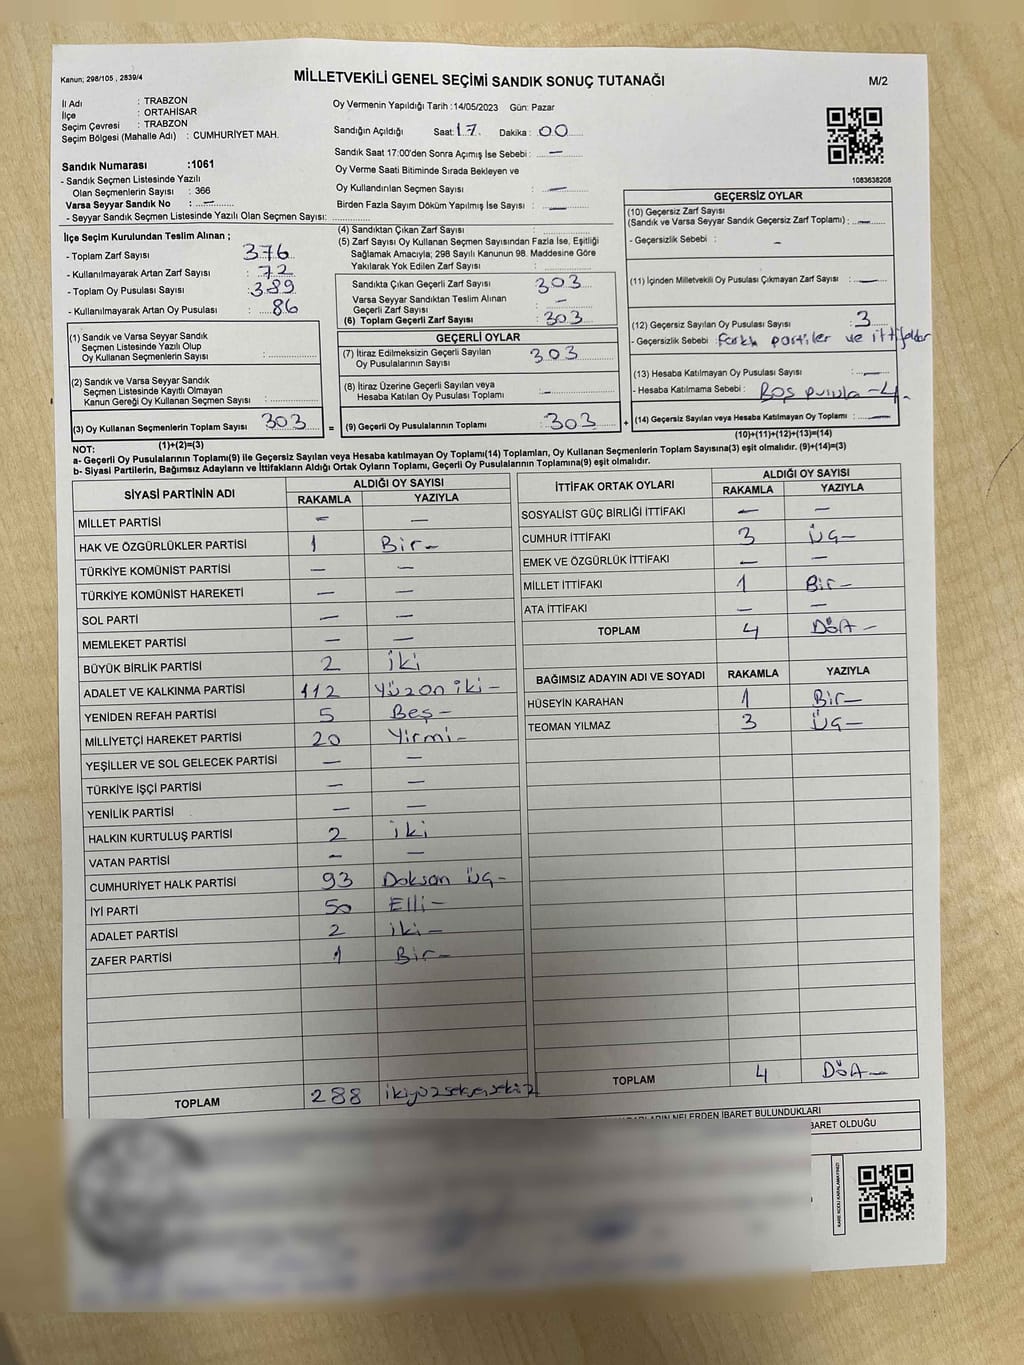 Kanun; 298/105 , 2839/4
MİLLETVEKİLİ GENEL SEÇİMİ SANDIK SONUÇ TUTANAĞI
M/2
İl Adı : TRABZON
İlçe : ORTAHİSAR
Seçim Çevresi : TRABZON
Seçim Bölgesi (Mahalle Adı) : CUMHURİYET MAH.
Sandık Numarası :1061
- Sandık Seçmen Listesinde Yazılı
Olan Seçmenlerin Sayısı : 366
Varsa Seyyar Sandık No : —
- Seyyar Sandık Seçmen Listesinde Yazılı Olan Seçmen Sayısı:
Oy Vermenin Yapıldığı Tarih :14/05/2023 Gün: Pazar
Sandığın Açıldığı Saat: 17 Dakika : 00
Sandık Saat 17:00'den Sonra Açımış İse Sebebi : —
Oy Verme Saati Bitiminde Sırada Bekleyen ve
Oy Kullandırılan Seçmen Sayısı : —
Birden Fazla Sayım Döküm Yapılmış İse Sayısı : —
1083638208
İlçe Seçim Kurulundan Teslim Alınan ;
- Toplam Zarf Sayısı : 376
- Kullanılmayarak Artan Zarf Sayısı : 72
- Toplam Oy Pusulası Sayısı : 389
- Kullanılmayarak Artan Oy Pusulası : 86
(1) Sandık ve Varsa Seyyar Sandık
Seçmen Listesinde Yazılı Olup
Oy Kullanan Seçmenlerin Sayısı :
(2) Sandık ve Varsa Seyyar Sandık
Seçmen Listesinde Kayıtlı Olmayan
Kanun Gereği Oy Kullanan Seçmen Sayısı :
(3) Oy Kullanan Seçmenlerin Toplam Sayısı 303
(1)+(2)=(3)
(4) Sandıktan Çıkan Zarf Sayısı :
(5) Zarf Sayısı Oy Kullanan Seçmen Sayısından Fazla İse, Eşitliği
Sağlamak Amacıyla; 298 Sayılı Kanunun 98. Maddesine Göre
Yakılarak Yok Edilen Zarf Sayısı :
Sandıkta Çıkan Geçerli Zarf Sayısı : 303
Varsa Seyyar Sandıktan Teslim Alınan
Geçerli Zarf Sayısı : —
(6) Toplam Geçerli Zarf Sayısı : 303
GEÇERLİ OYLAR
(7) İtiraz Edilmeksizin Geçerli Sayılan
Oy Pusulalarının Sayısı : 303
(8) İtiraz Üzerine Geçerli Sayılan veya
Hesaba Katılan Oy Pusulası Toplamı : —
= (9) Geçerli Oy Pusulalarının Toplamı : 303 +
GEÇERSİZ OYLAR
(10) Geçersiz Zarf Sayısı
(Sandık ve Varsa Seyyar Sandık Geçersiz Zarf Toplamı) : —
- Geçersizlik Sebebi : -
(11) İçinden Milletvekili Oy Pusulası Çıkmayan Zarf Sayısı : —
(12) Geçersiz Sayılan Oy Pusulası Sayısı : 3
- Geçersizlik Sebebi : Farklı partiler ve ittifaklar
(13) Hesaba Katılmayan Oy Pusulası Sayısı : —
- Hesaba Katılmama Sebebi : Boş pusula -4
(14) Geçersiz Sayılan veya Hesaba Katılmayan Oy Toplamı : —
(10)+(11)+(12)+(13)=(14)
NOT:
a- Geçerli Oy Pusulalarının Toplamı(9) ile Geçersiz Sayılan veya Hesaba katılmayan Oy Toplamı(14) Toplamları, Oy Kullanan Seçmenlerin Toplam Sayısına(3) eşit olmalıdır. (9)+(14)=(3)
b- Siyasi Partilerin, Bağımsız Adayların ve İttifakların Aldığı Ortak Oyların Toplamı, Geçerli Oy Pusulalarının Toplamına(9) eşit olmalıdır.
SİYASİ PARTİNİN ADI ALDIĞI OY SAYISI
RAKAMLA YAZIYLA
MİLLET PARTİSİ — —
HAK VE ÖZGÜRLÜKLER PARTİSİ 1 Bir -
TÜRKİYE KOMÜNİST PARTİSİ — —
TÜRKİYE KOMÜNİST HAREKETİ — —
SOL PARTİ — —
MEMLEKET PARTİSİ — —
BÜYÜK BİRLİK PARTİSİ 2 iki
ADALET VE KALKINMA PARTİSİ 112 Yüzon iki -
YENİDEN REFAH PARTİSİ 5 Beş -
MİLLİYETÇİ HAREKET PARTİSİ 20 Yirmi -
YEŞİLLER VE SOL GELECEK PARTİSİ — —
TÜRKİYE İŞÇİ PARTİSİ — —
YENİLİK PARTİSİ — —
HALKIN KURTULUŞ PARTİSİ 2 iki
VATAN PARTİSİ — —
CUMHURİYET HALK PARTİSİ 93 Doksan üç -
İYİ PARTİ 50 Elli -
ADALET PARTİSİ 2 iki -
ZAFER PARTİSİ 1 Bir -
TOPLAM 288 ikiyüzseksensekiz
İTTİFAK ORTAK OYLARI ALDIĞI OY SAYISI
RAKAMLA YAZIYLA
SOSYALİST GÜÇ BİRLİĞİ İTTİFAKI — —
CUMHUR İTTİFAKI 3 üç -
EMEK VE ÖZGÜRLÜK İTTİFAKI — —
MİLLET İTTİFAKI 1 Bir -
ATA İTTİFAKI — —
TOPLAM 4 Dört -
BAĞIMSIZ ADAYIN ADI VE SOYADI RAKAMLA YAZIYLA
HÜSEYİN KARAHAN 1 Bir -
TEOMAN YILMAZ 3 üç -
TOPLAM 4 Dört -
NELERDEN İBARET BULUNDUKLARI
BARET OLDUĞU